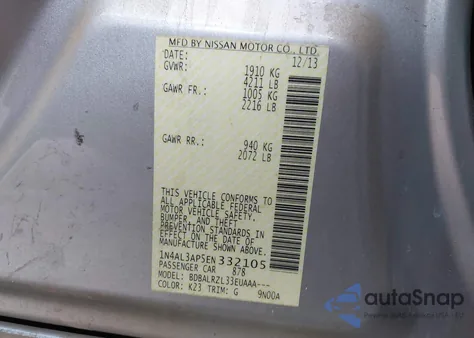 MFD BY NISSAN MOTOR CO., LTD.
DATE: 12/13
GVWR: 1910 KG
4211 LB
GAWR FR.: 1005 KG
2216 LB
GAWR RR.: 940 KG
2072 LB
THIS VEHICLE CONFORMS TO
ALL APPLICABLE FEDERAL
MOTOR VEHICLE SAFETY,
BUMPER, AND THEFT
PREVENTION STANDARDS IN
EFFECT ON THE DATE OF
MANUFACTURE SHOWN ABOVE.
1N4AL3AP5EN332105
PASSENGER CAR 878
MODEL: BDBALRZL33EUAAA---
COLOR: K23 TRIM: G 9N00A
autoSnap